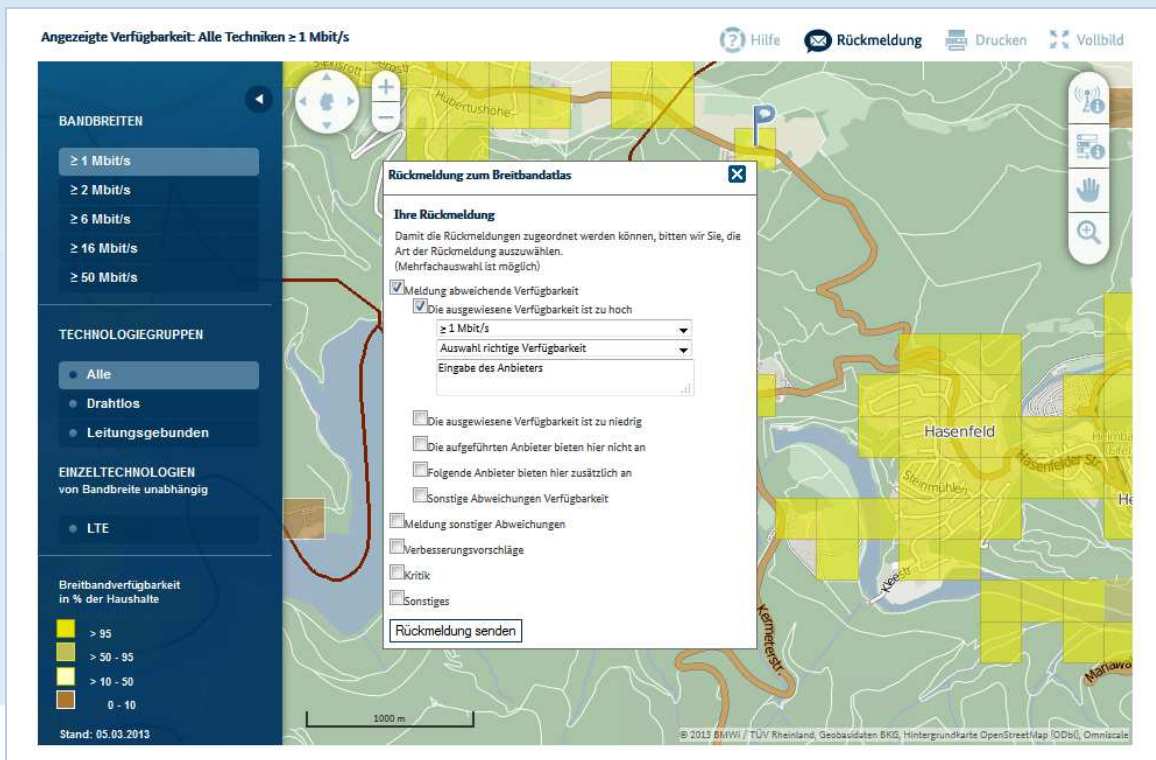 Angezeigte Verfügbarkeit: Alle Techniken ≥ 1 Mbit/s
Hilfe
Rückmeldung
Drucken
Vollbild
BANDBREITEN
≥ 1 Mbit/s
≥ 2 Mbit/s
≥ 6 Mbit/s
≥ 16 Mbit/s
≥ 50 Mbit/s
TECHNOLOGIEGRUPPEN
Alle
Drahtlos
Leitungsgebunden
EINZELTECHNOLOGIEN
von Bandbreite unabhängig
LTE
Breitbandverfügbarkeit
in % der Haushalte
> 95
> 50 - 95
> 10 - 50
0 - 10
Stand: 05.03.2013
Hubertushöhe
Rückmeldung zum Breitbandatlas
Ihre Rückmeldung
Damit die Rückmeldungen zugeordnet werden können, bitten wir Sie, die
Art der Rückmeldung auszuwählen.
(Mehrfachauswahl ist möglich)
Meldung abweichende Verfügbarkeit
Die ausgewiesene Verfügbarkeit ist zu hoch
≥ 1 Mbit/s
Auswahl richtige Verfügbarkeit
Eingabe des Anbieters
Die ausgewiesene Verfügbarkeit ist zu niedrig
Die aufgeführten Anbieter bieten hier nicht an
Folgende Anbieter bieten hier zusätzlich an
Sonstige Abweichungen Verfügbarkeit
Meldung sonstiger Abweichungen
Verbesserungsvorschläge
Kritik
Sonstiges
Rückmeldung senden
Hasenfeld
Hasenfelder Str.
Steinmühlen
Kleestr.
Kermeterstr.
Mariawa
1000 m
© 2013 BMWi / TÜV Rheinland, Geobasidaten BKG, Hintergrundkarte OpenStreetMap (ODbl), Omniscale